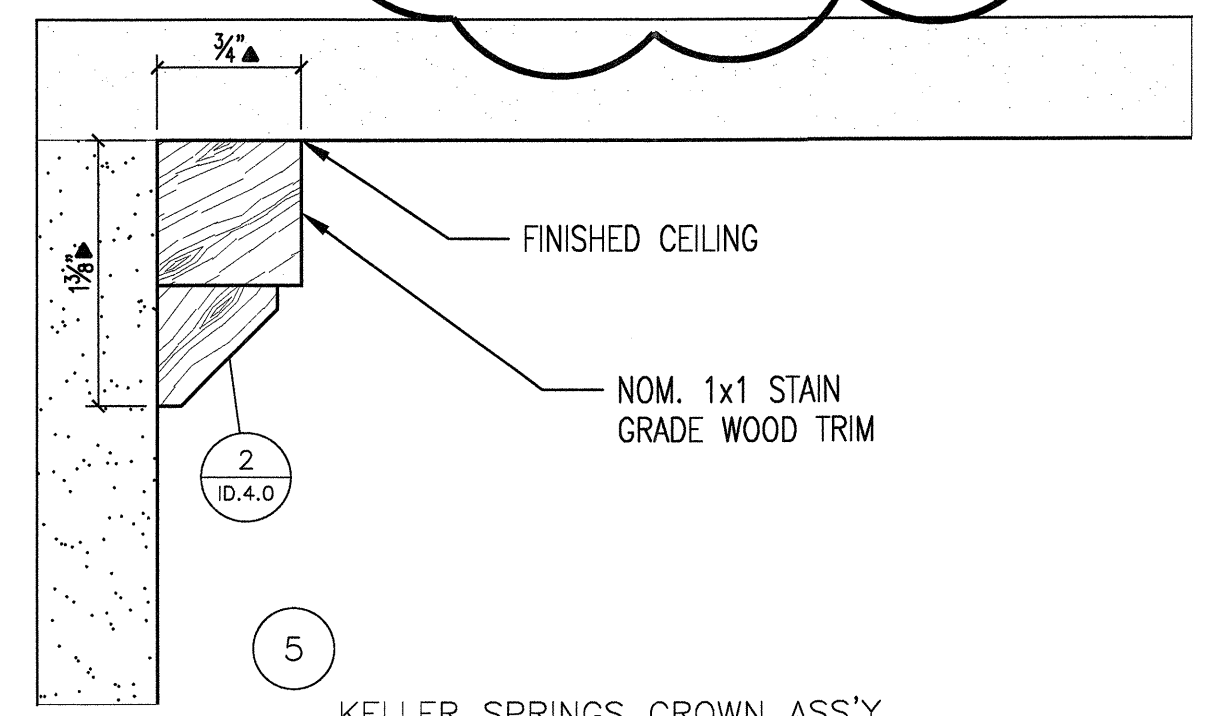 3/4"
1 3/8"
FINISHED CEILING
NOM. 1x1 STAIN
GRADE WOOD TRIM
2
ID.4.0
5
KELLER SPRINGS CROWN ASS'Y